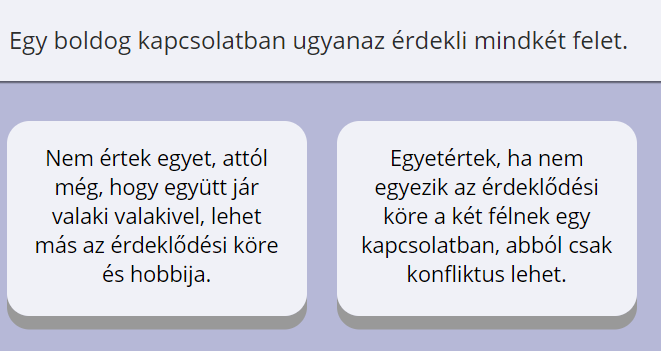 Egy boldog kapcsolatban ugyanaz érdekli mindkét felet.
Nem értek egyet, attól
még, hogy együtt jár
valaki valakivel, lehet
más az érdeklődési köre
és hobbija.
Egyetértek, ha nem
egyezik az érdeklődési
köre a két félnek egy
kapcsolatban, abból csak
konfliktus lehet.